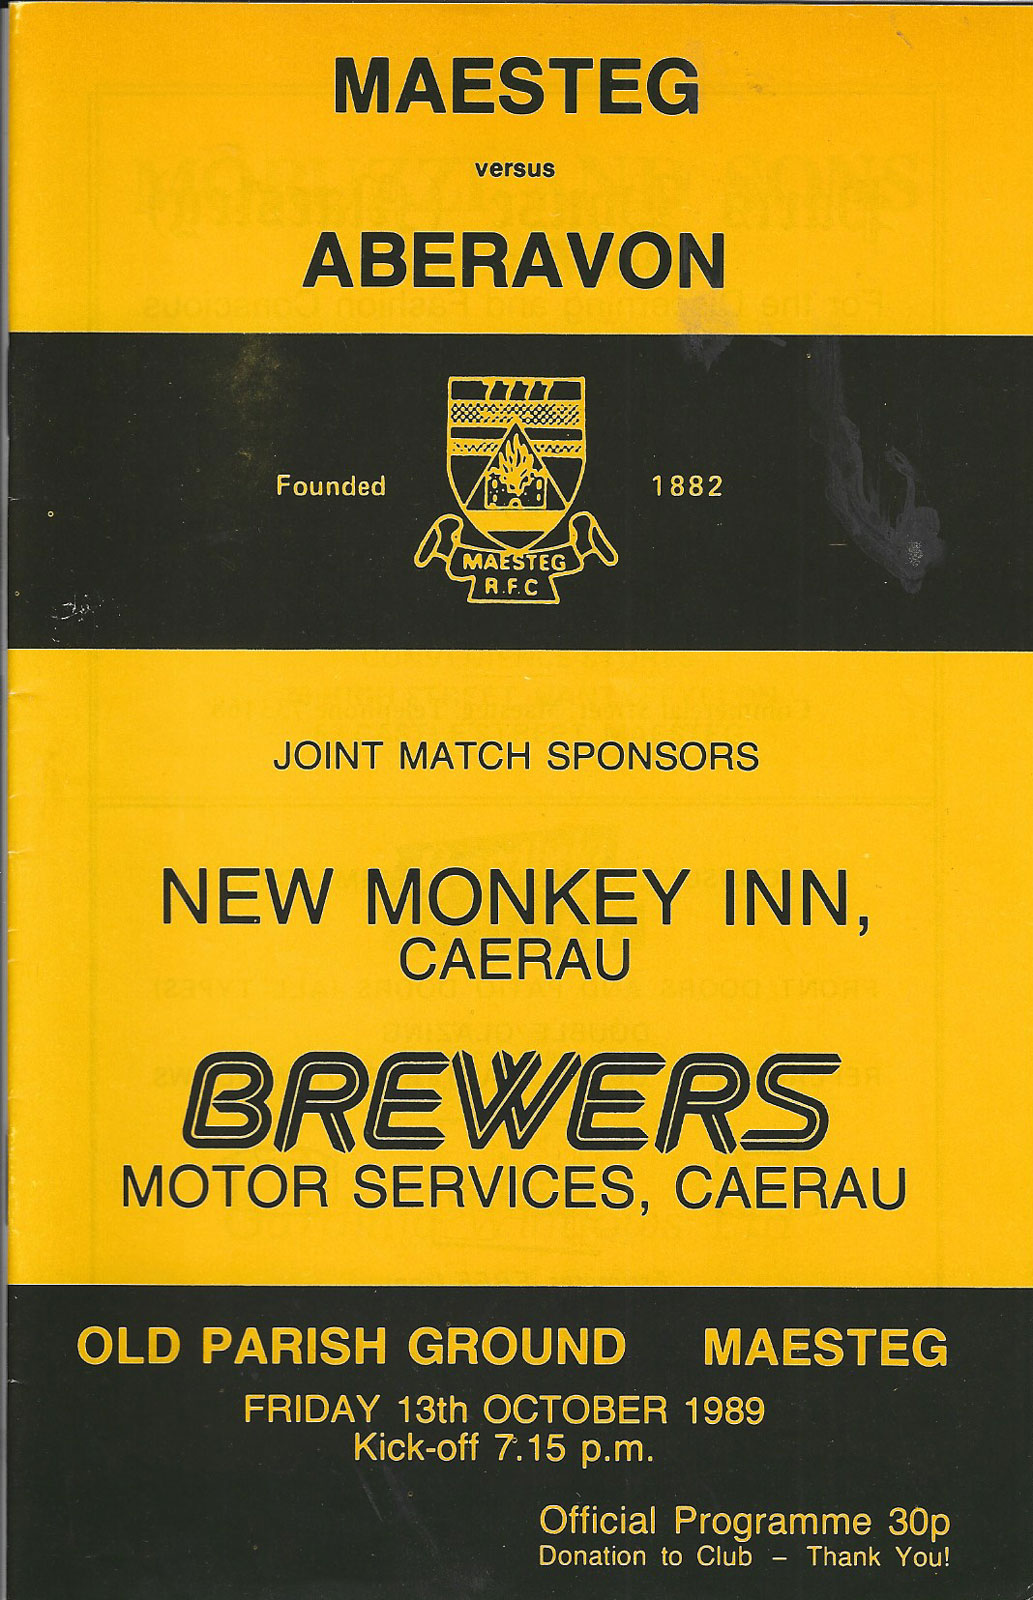 MAESTEG
versus
ABERAVON
Founded
1882
MAESTEG
R.F.C
JOINT MATCH SPONSORS
NEW MONKEY INN,
CAERAU
BREWERS
MOTOR SERVICES, CAERAU
OLD PARISH GROUND MAESTEG
FRIDAY 13th OCTOBER 1989
Kick-off 7.15 p.m.
Official Programme 30p
Donation to Club – Thank You!